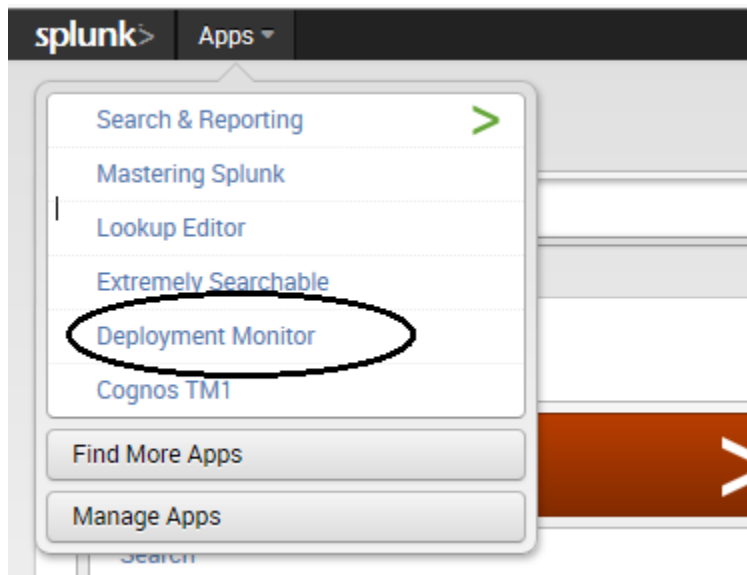 splunk> Apps
Search & Reporting >
Mastering Splunk
Lookup Editor
Extremely Searchable
Deployment Monitor
Cognos TM1
Find More Apps
Manage Apps
Search